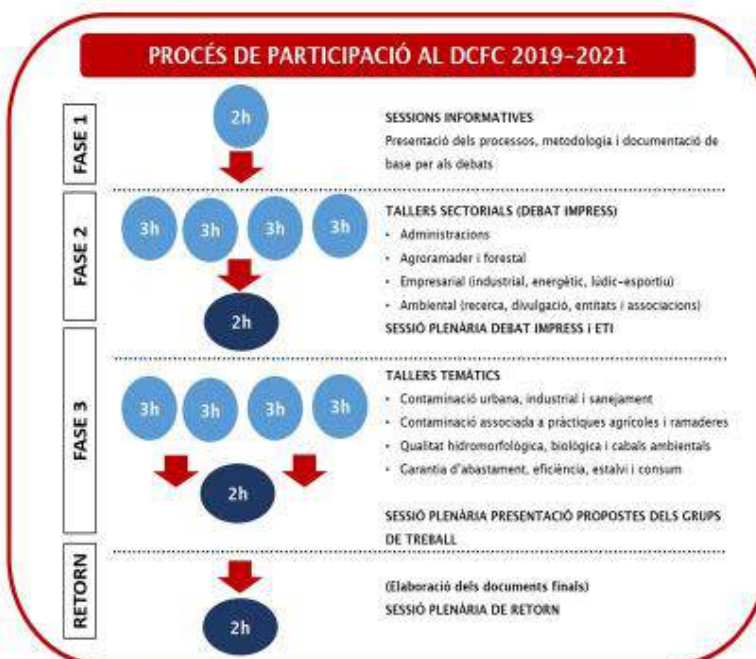 PROCÉS DE PARTICIPACIÓ AL DCFC 2019-2021
FASE 1
2h
SESSIONS INFORMATIVES
Presentació dels processos, metodologia i documentació de
base per als debats
FASE 2
3h 3h 3h 3h
2h
TALLERS SECTORIALS (DEBAT IMPRESS)
• Administracions
• Agroramader i forestal
• Empresarial (industrial, energètic, lúdic-esportiu)
• Ambiental (recerca, divulgació, entitats i associacions)
SESSIÓ PLENÀRIA DEBAT IMPRESS i ETI
FASE 3
3h 3h 3h 3h
2h
TALLERS TEMÀTICS
• Contaminació urbana, industrial i sanejament
• Contaminació associada a pràctiques agrícoles i ramaderes
• Qualitat hidromorfològica, biològica i cabals ambientals
• Garantia d'abastament, eficiència, estalvi i consum
SESSIÓ PLENÀRIA PRESENTACIÓ PROPOSTES DELS GRUPS
DE TREBALL
RETORN
2h
(Elaboració dels documents finals)
SESSIÓ PLENÀRIA DE RETORN